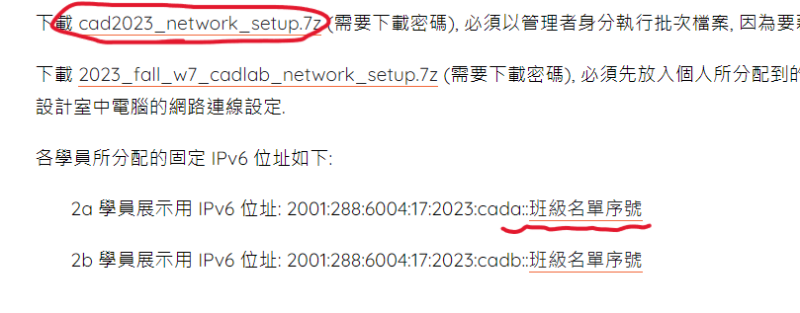 下載 cad2023_network_setup.7z (需要下載密碼), 必須以管理者身分執行批次檔案, 因為要
下載 2023_fall_w7_cadlab_network_setup.7z (需要下載密碼), 必須先放入個人所分配到的
設計室中電腦的網路連線設定.
各學員所分配的固定 IPv6 位址如下:
2a 學員展示用 IPv6 位址: 2001:288:6004:17:2023:cada::班級名單序號
2b 學員展示用 IPv6 位址: 2001:288:6004:17:2023:cadb::班級名單序號